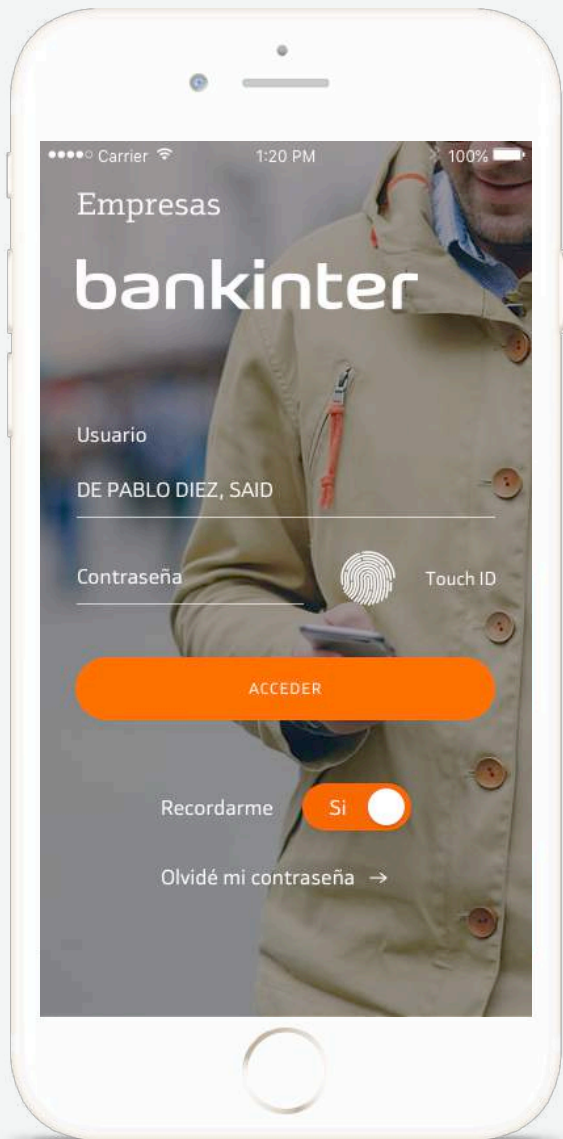 Carrier 1:20 PM 100%
Empresas
bankinter
Usuario
DE PABLO DIEZ, SAID
Contraseña Touch ID
ACCEDER
Recordarme Si
Olvidé mi contraseña →